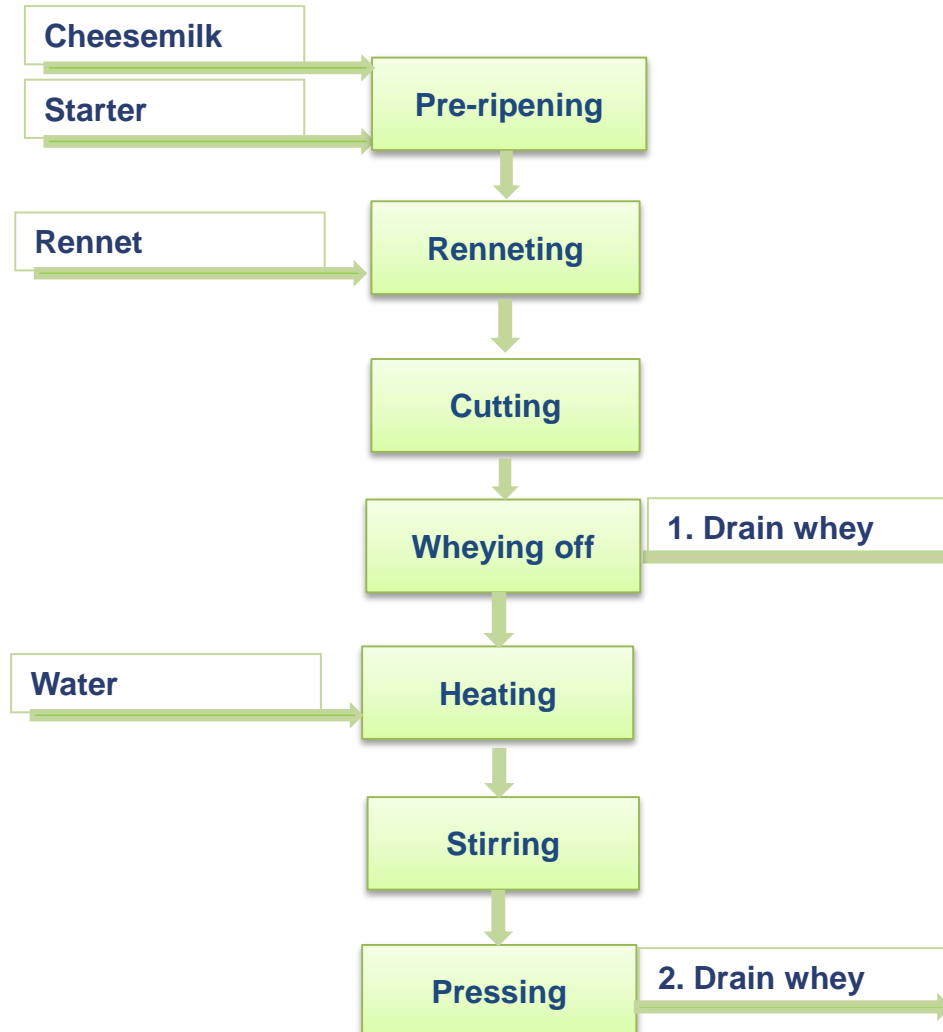 Cheesemilk
Starter
Pre-ripening
Rennet
Renneting
Cutting
Wheying off
1. Drain whey
Water
Heating
Stirring
Pressing
2. Drain whey